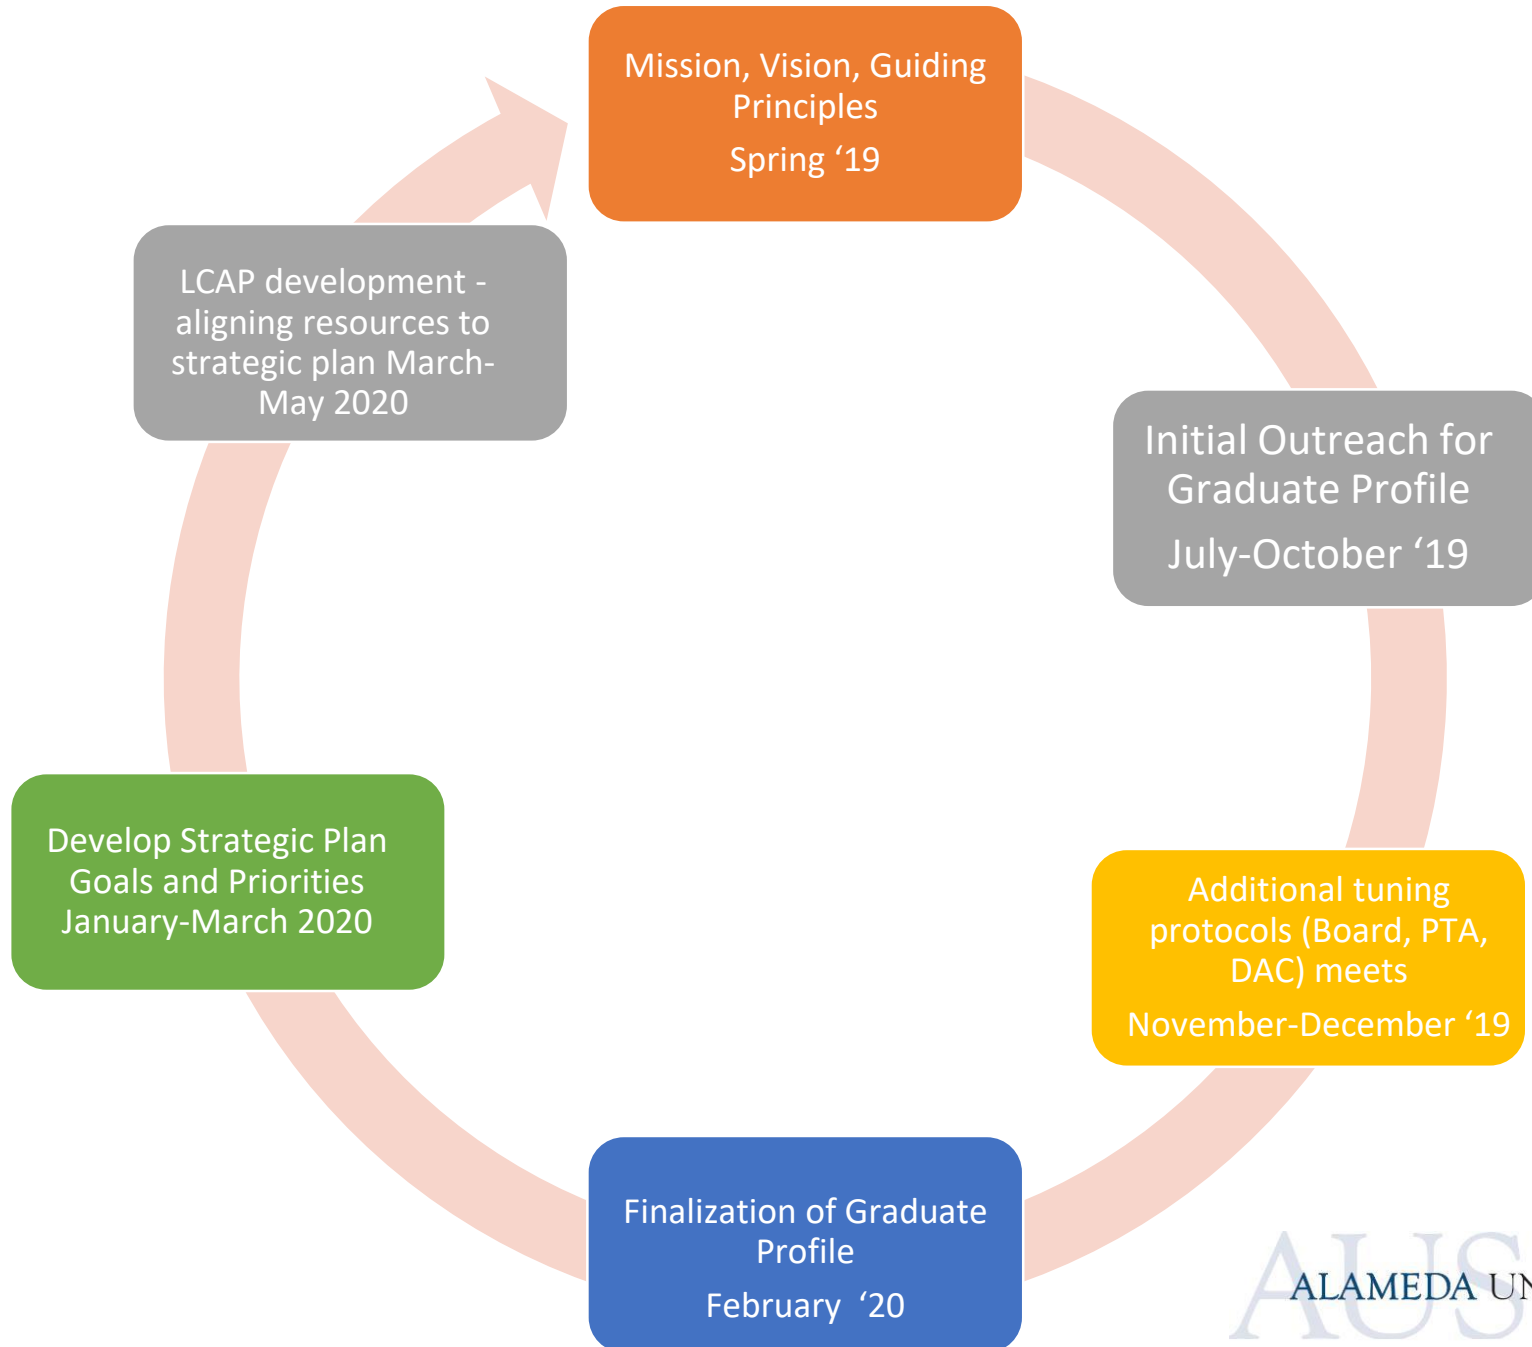 Mission, Vision, Guiding
Principles
Spring ‘19
Initial Outreach for
Graduate Profile
July-October ‘19
Additional tuning
protocols (Board, PTA,
DAC) meets
November-December ‘19
Finalization of Graduate
Profile
February ‘20
Develop Strategic Plan
Goals and Priorities
January-March 2020
LCAP development -
aligning resources to
strategic plan March-
May 2020
AUS
ALAMEDA UN